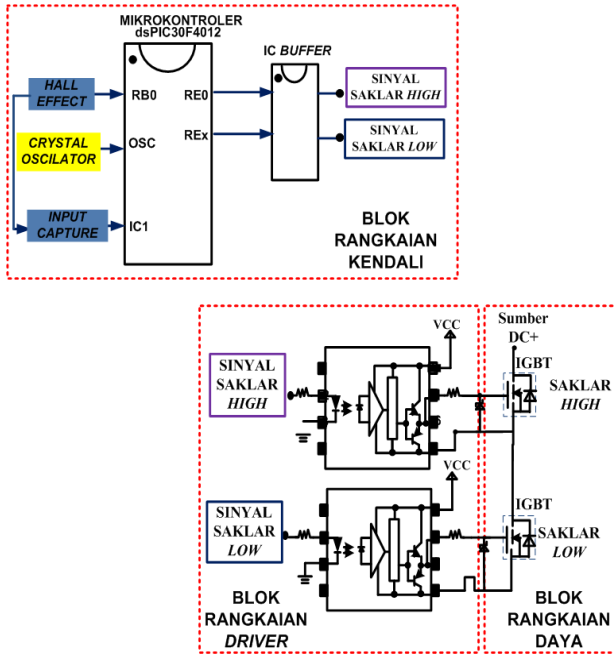 MIKROKONTROLER
dsPIC30F4012
IC BUFFER
HALL
EFFECT
RB0
RE0
SINYAL
SAKLAR HIGH
CRYSTAL
OSCILATOR
OSC
REx
SINYAL
SAKLAR LOW
INPUT
CAPTURE
IC1
BLOK
RANGKAIAN
KENDALI
VCC
Sumber
DC+
IGBT
SINYAL
SAKLAR
HIGH
SAKLAR
HIGH
VCC
IGBT
SINYAL
SAKLAR
LOW
SAKLAR
LOW
BLOK
RANGKAIAN
DRIVER
BLOK
RANGKAIAN
DAYA